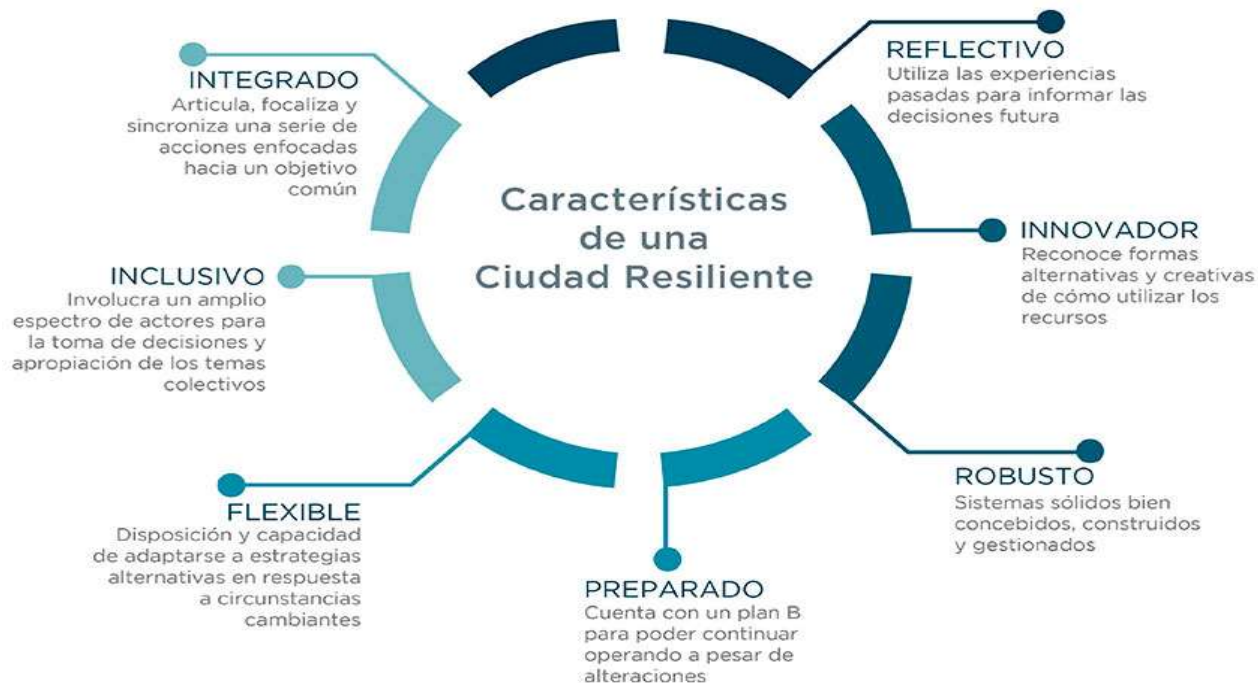 Características
de una
Ciudad Resiliente
REFLECTIVO
Utiliza las experiencias
pasadas para informar las
decisiones futura
INNOVADOR
Reconoce formas
alternativas y creativas
de cómo utilizar los
recursos
ROBUSTO
Sistemas sólidos bien
concebidos, construidos
y gestionados
PREPARADO
Cuenta con un plan B
para poder continuar
operando a pesar de
alteraciones
FLEXIBLE
Disposición y capacidad
de adaptarse a estrategias
alternativas en respuesta
a circunstancias
cambiantes
INCLUSIVO
Involucra un amplio
espectro de actores para
la toma de decisiones y
apropiación de los temas
colectivos
INTEGRADO
Articula, focaliza y
sincroniza una serie de
acciones enfocadas
hacia un objetivo
común